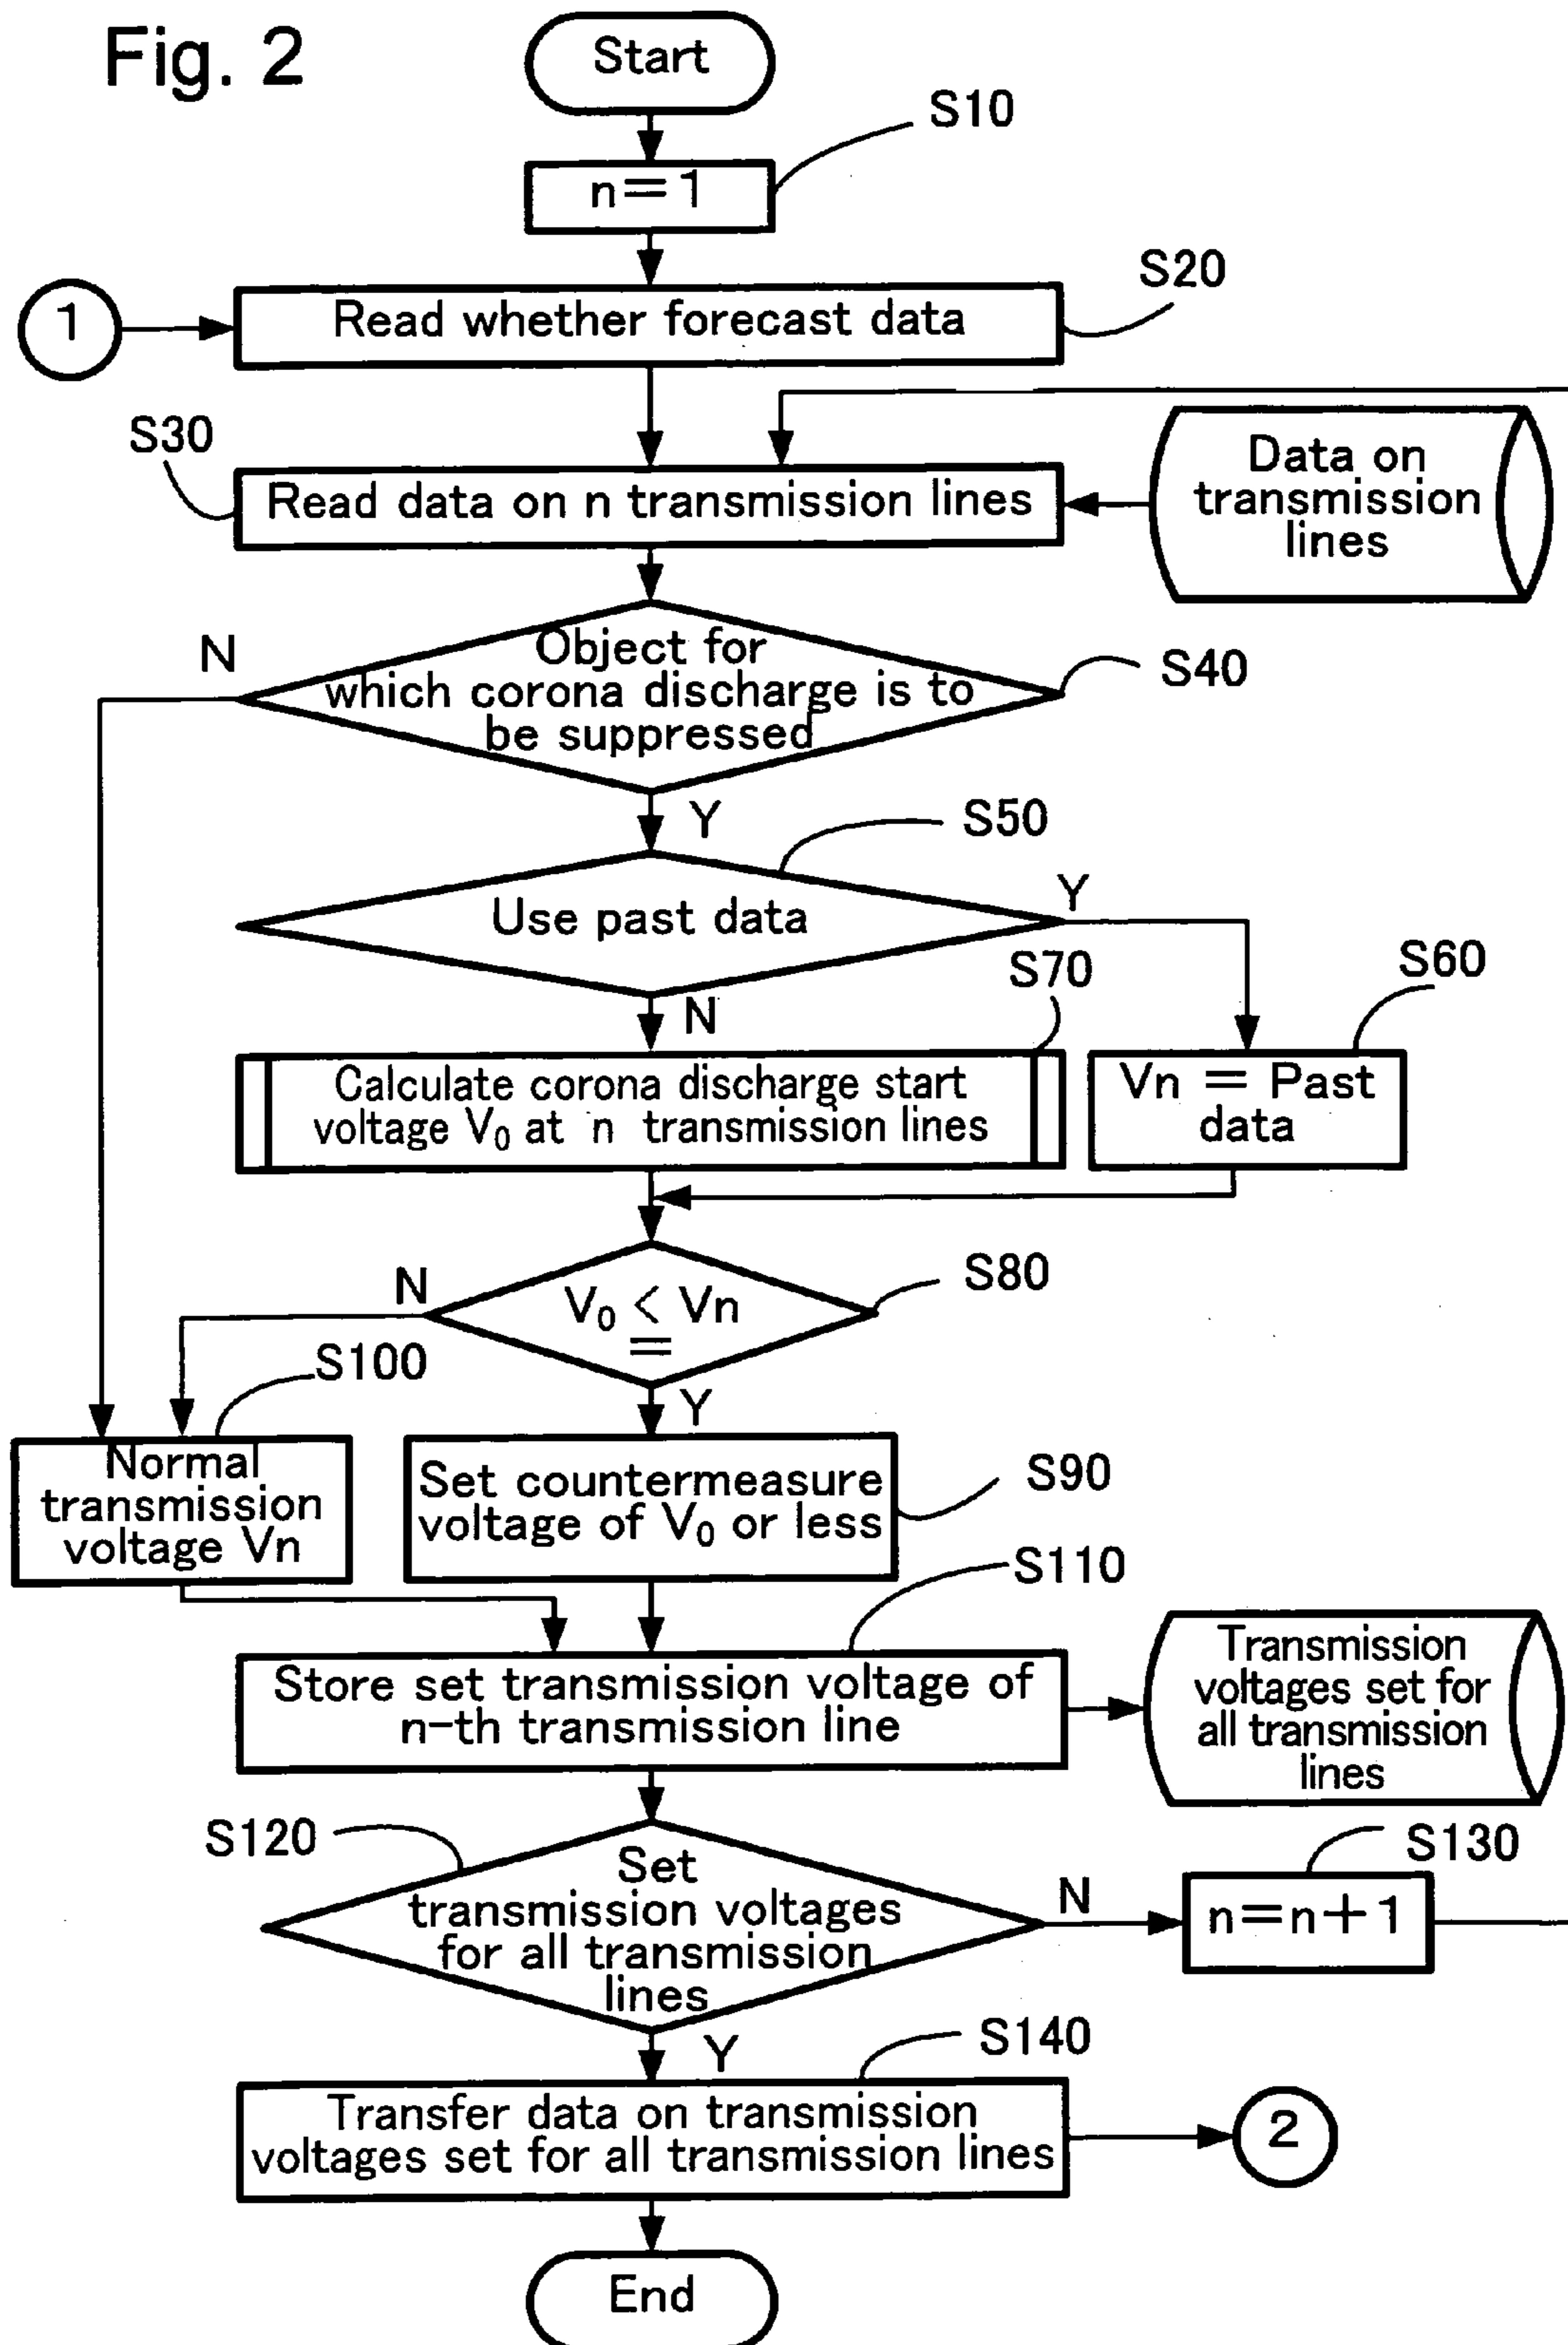 Fig. 2
Start
S10
n=1
S20
1
Read whether forecast data
S30
Read data on n transmission lines
Data on
transmission
lines
N
Object for
which corona discharge is to
be suppressed
S40
Y
S50
Use past data
Y
S70
S60
N
Calculate corona discharge start
voltage V₀ at n transmission lines
Vn = Past
data
N
V₀ ≦ Vn
S80
S100
Y
Normal
transmission
voltage Vn
Set countermeasure
voltage of V₀ or less
S90
S110
Store set transmission voltage of
n-th transmission line
Transmission
voltages set for
all transmission
lines
S120
Set
transmission voltages
for all transmission
lines
N
S130
n=n+1
Y
S140
Transfer data on transmission
voltages set for all transmission lines
2
End